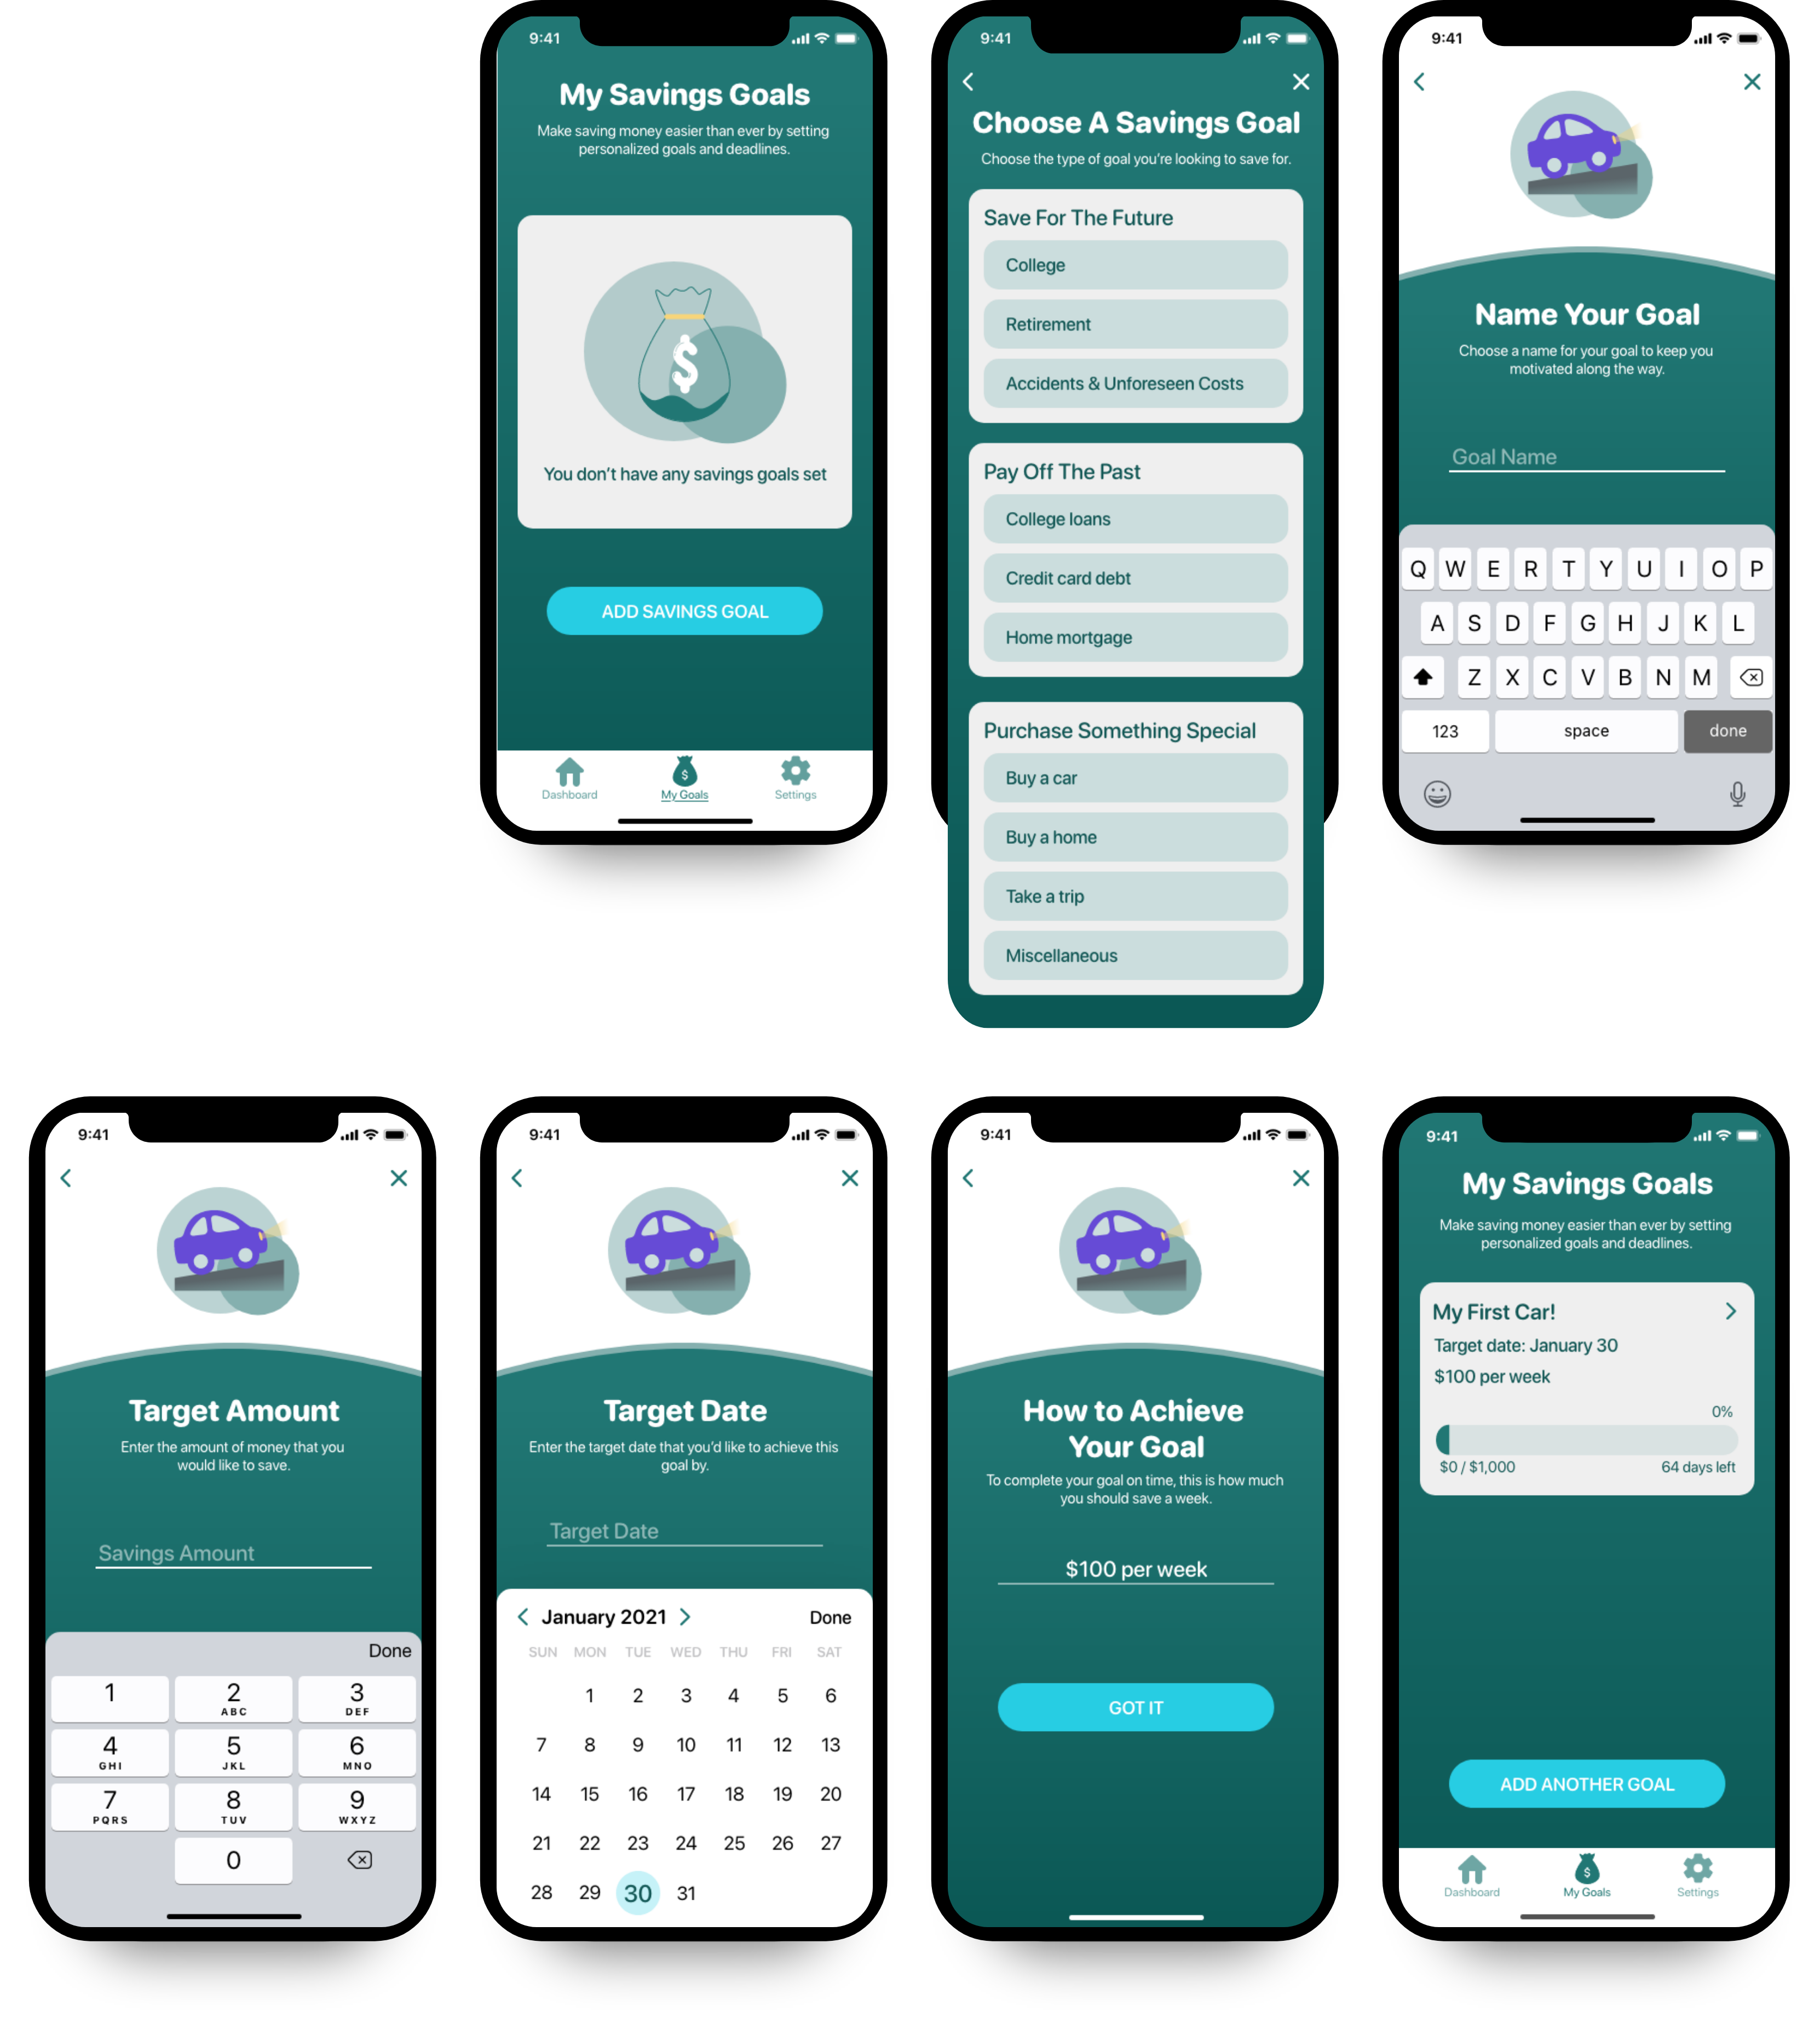 9:41
My Savings Goals
Make saving money easier than ever by setting
personalized goals and deadlines.
$
You don't have any savings goals set
ADD SAVINGS GOAL
Dashboard
$
My Goals
Settings
9:41
Choose A Savings Goal
Choose the type of goal you're looking to save for.
Save For The Future
College
Retirement
Accidents & Unforeseen Costs
Pay Off The Past
College loans
Credit card debt
Home mortgage
Purchase Something Special
Buy a car
Buy a home
Take a trip
Miscellaneous
9:41
Name Your Goal
Choose a name for your goal to keep you
motivated along the way.
Goal Name
Q W E R T Y U I O P
A S D F G H J K L
Z X C V B N M
123 space done
9:41
Target Amount
Enter the amount of money that you
would like to save.
Savings Amount
Done
1 2 3
ABC DEF
4 5 6
GHI JKL MNO
7 8 9
PQRS TUV WXYZ
0
9:41
Target Date
Enter the target date that you'd like to achieve this
goal by.
Target Date
January 2021 Done
SUN MON TUE WED THU FRI SAT
1 2 3 4 5 6
7 8 9 10 11 12 13
14 15 16 17 18 19 20
21 22 23 24 25 26 27
28 29 30 31
9:41
How to Achieve
Your Goal
To complete your goal on time, this is how much
you should save a week.
$100 per week
GOT IT
9:41
My Savings Goals
Make saving money easier than ever by setting
personalized goals and deadlines.
My First Car!
Target date: January 30
$100 per week
0%
$0 / $1,000 64 days left
ADD ANOTHER GOAL
Dashboard
$
My Goals
Settings